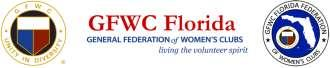 GFWC
UNITY IN DIVERSITY
GFWC Florida
GENERAL FEDERATION of WOMEN'S CLUBS
living the volunteer spirit
GFWC FLORIDA FEDERATION
OF WOMEN'S CLUBS